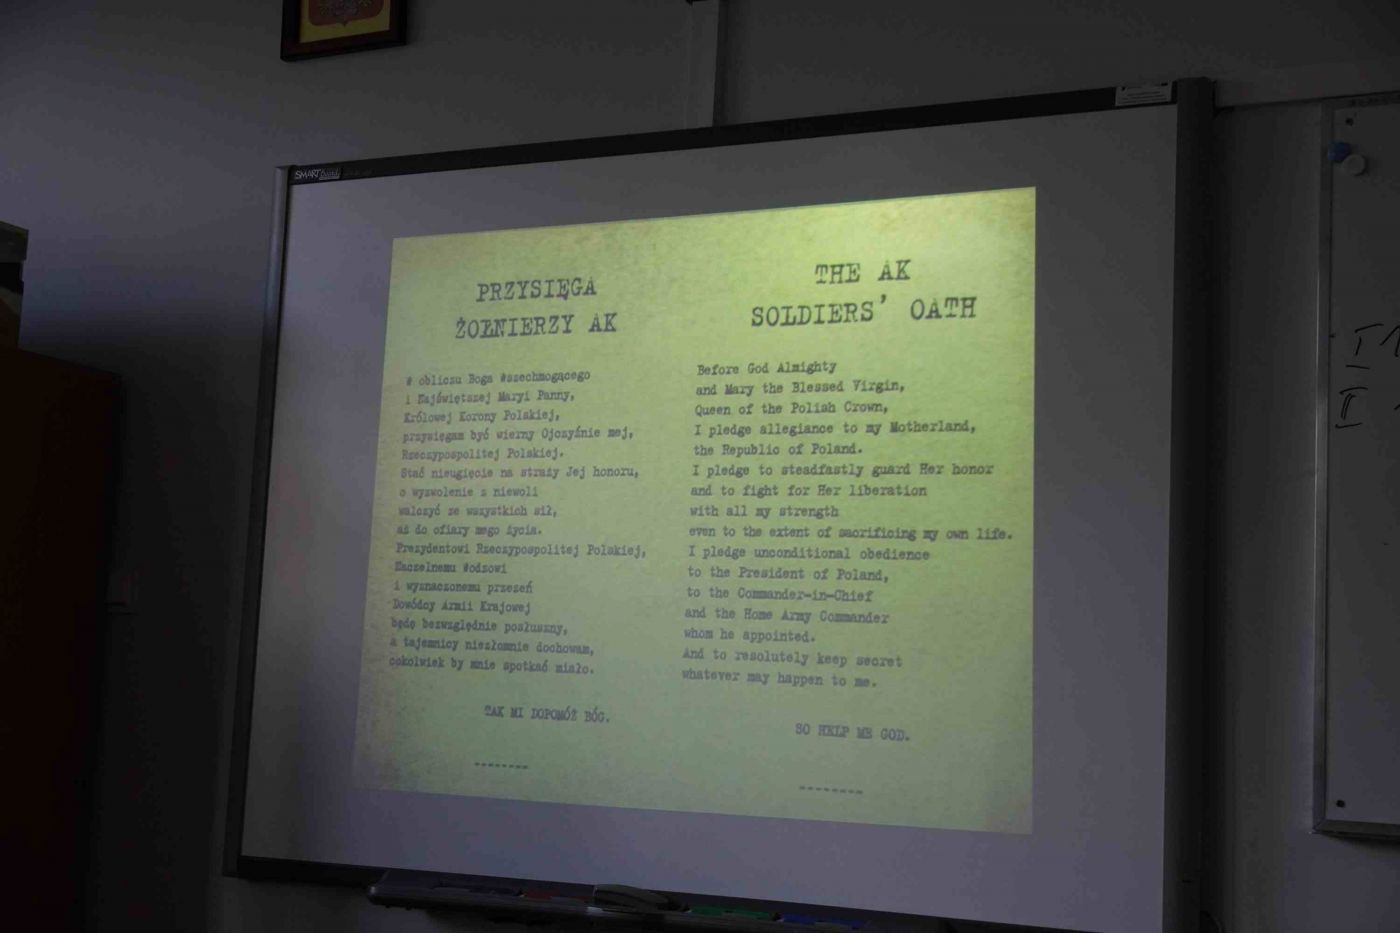 SMART Board
PRZYSIĘGA
ŻOŁNIERZY AK
W obliczu Boga Wszechmogącego
i Najświętszej Maryi Panny,
Królowej Korony Polskiej,
przysięgam być wierny Ojczyźnie mej,
Rzeczypospolitej Polskiej.
Stać nieugięcie na straży Jej honoru,
o wyzwolenie z niewoli
walczyć ze wszystkich sił,
aż do ofiary mego życia.
Prezydentowi Rzeczypospolitej Polskiej,
Naczelnemu Wodzowi
i wyznaczonemu przezeń
Dowódcy Armii Krajowej
będę bezwzględnie posłuszny,
a tajemnicy niezłomnie dochowam,
cokolwiek by mnie spotkać miało.
TAK MI DOPOMÓŻ BÓG.
--------
THE AK
SOLDIERS' OATH
Before God Almighty
and Mary the Blessed Virgin,
Queen of the Polish Crown,
I pledge allegiance to my Motherland,
the Republic of Poland.
I pledge to steadfastly guard Her honor
and to fight for Her liberation
with all my strength
even to the extent of sacrificing my own life.
I pledge unconditional obedience
to the President of Poland,
to the Commander-in-Chief
and the Home Army Commander
whom he appointed.
And to resolutely keep secret
whatever may happen to me.
SO HELP ME GOD.
--------